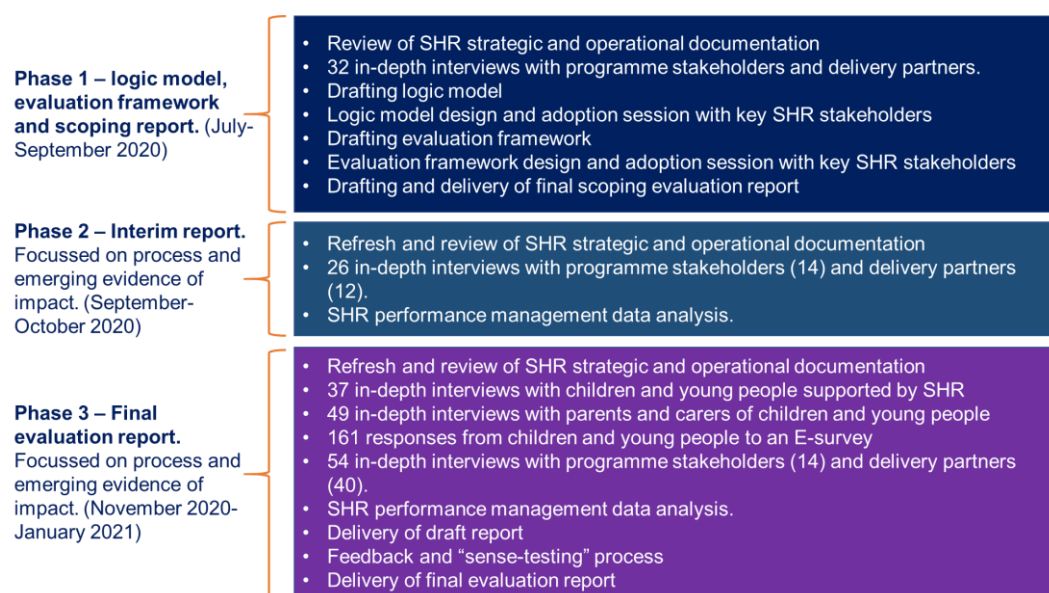 Phase 1 – logic model,
evaluation framework
and scoping report. (July-
September 2020)
• Review of SHR strategic and operational documentation
• 32 in-depth interviews with programme stakeholders and delivery partners.
• Drafting logic model
• Logic model design and adoption session with key SHR stakeholders
• Drafting evaluation framework
• Evaluation framework design and adoption session with key SHR stakeholders
• Drafting and delivery of final scoping evaluation report
Phase 2 – Interim report.
Focussed on process and
emerging evidence of
impact. (September-
October 2020)
• Refresh and review of SHR strategic and operational documentation
• 26 in-depth interviews with programme stakeholders (14) and delivery partners
(12).
• SHR performance management data analysis.
Phase 3 – Final
evaluation report.
Focussed on process and
emerging evidence of
impact. (November 2020-
January 2021)
• Refresh and review of SHR strategic and operational documentation
• 37 in-depth interviews with children and young people supported by SHR
• 49 in-depth interviews with parents and carers of children and young people
• 161 responses from children and young people to an E-survey
• 54 in-depth interviews with programme stakeholders (14) and delivery partners
(40).
• SHR performance management data analysis.
• Delivery of draft report
• Feedback and “sense-testing” process
• Delivery of final evaluation report